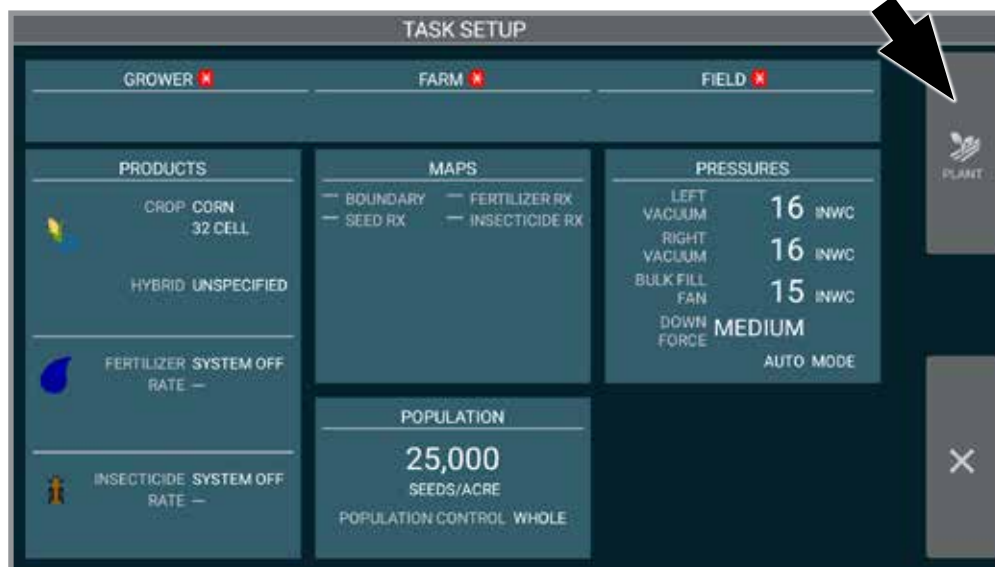 TASK SETUP
GROWER
FARM
FIELD
PRODUCTS
CROP CORN
32 CELL
HYBRID UNSPECIFIED
FERTILIZER SYSTEM OFF
RATE —
INSECTICIDE SYSTEM OFF
RATE —
MAPS
— BOUNDARY — FERTILIZER RX
— SEED RX — INSECTICIDE RX
POPULATION
25,000
SEEDS/ACRE
POPULATION CONTROL WHOLE
PRESSURES
LEFT
VACUUM 16 INWC
RIGHT
VACUUM 16 INWC
BULK FILL
FAN 15 INWC
DOWN
FORCE MEDIUM
AUTO MODE
PLANT